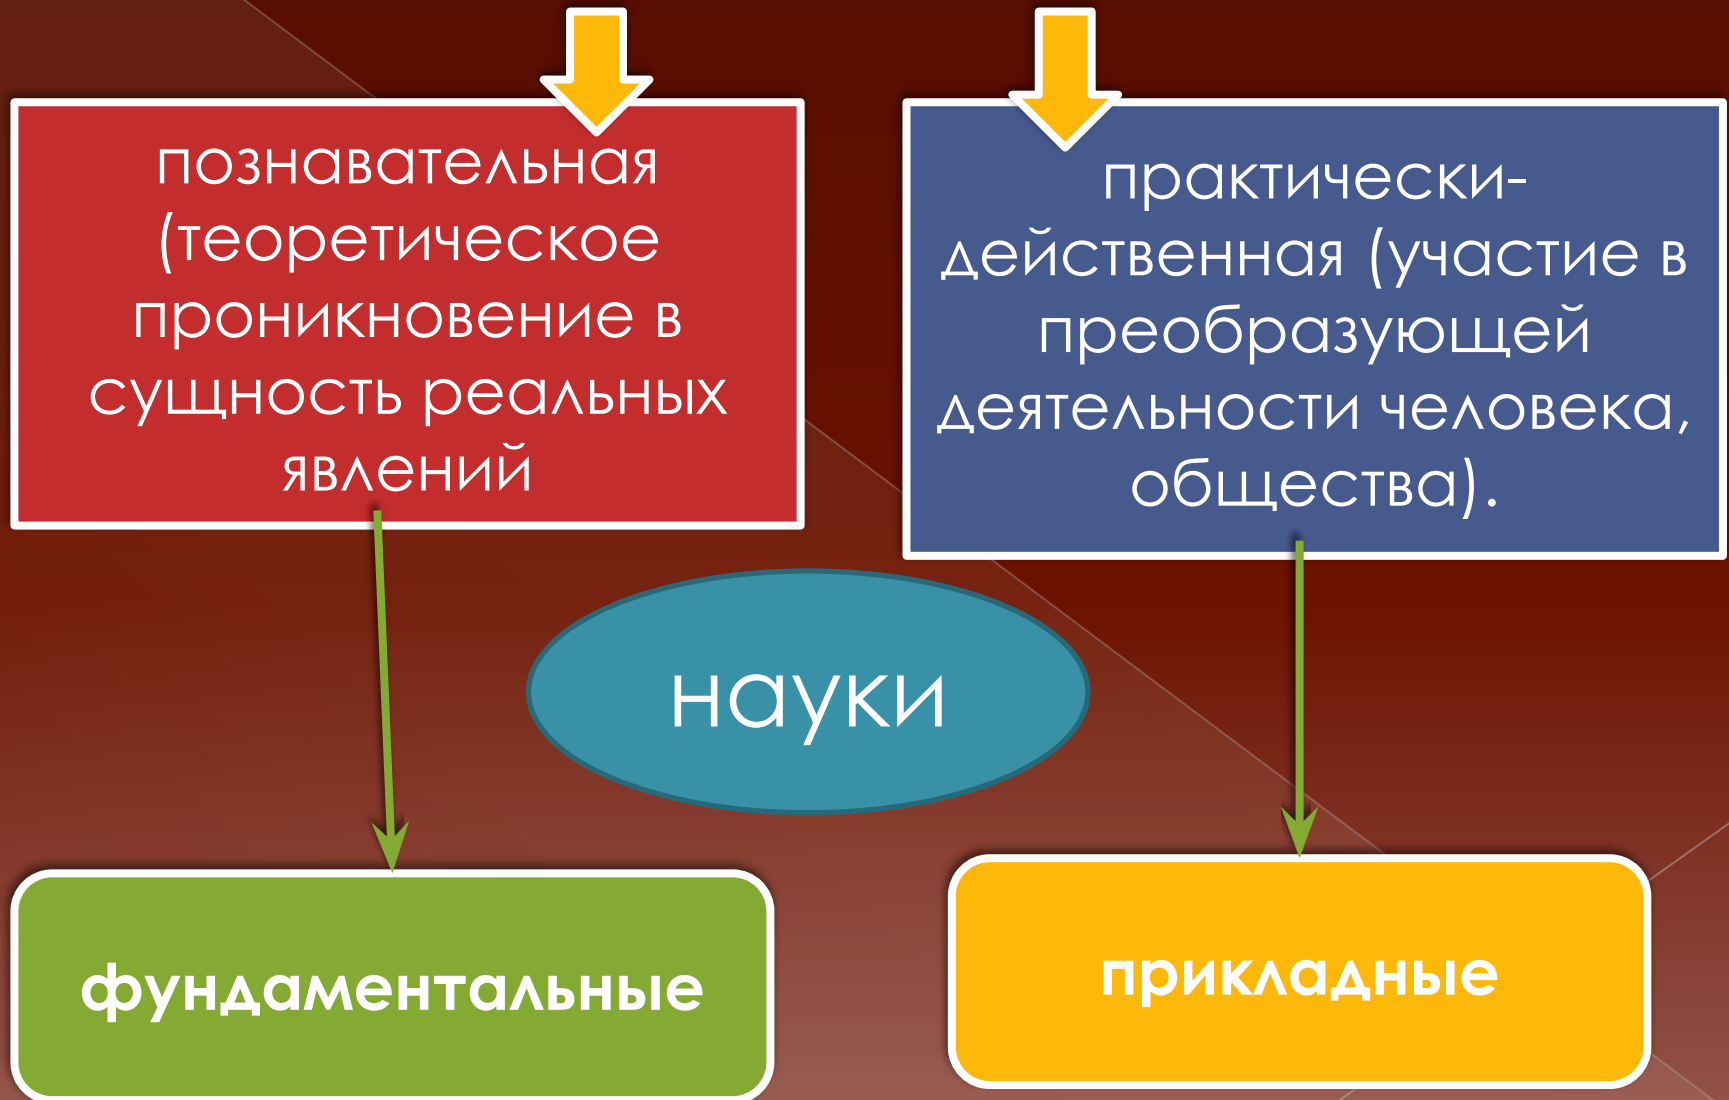 познавательная
(теоретическое
проникновение в
сущность реальных
явлений
практически-
действенная (участие в
преобразующей
деятельности человека,
общества).
науки
фундаментальные
прикладные